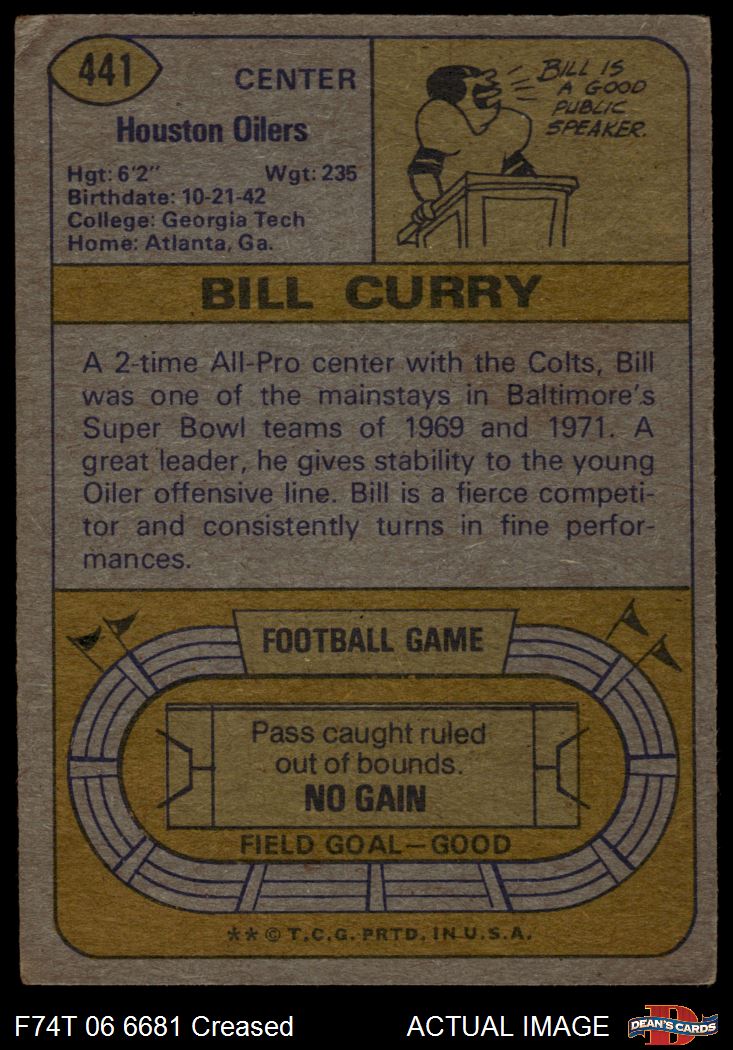 441
CENTER
Houston Oilers
Hgt: 6'2" Wgt: 235
Birthdate: 10-21-42
College: Georgia Tech
Home: Atlanta, Ga.
BILL IS
A GOOD
PUBLIC
SPEAKER.
BILL CURRY
A 2-time All-Pro center with the Colts, Bill
was one of the mainstays in Baltimore's
Super Bowl teams of 1969 and 1971. A
great leader, he gives stability to the young
Oiler offensive line. Bill is a fierce competi-
tor and consistently turns in fine perfor-
mances.
FOOTBALL GAME
Pass caught ruled
out of bounds.
NO GAIN
FIELD GOAL—GOOD
** © T.C.G. PRTD. IN U.S.A.
F74T 06 6681 Creased
ACTUAL IMAGE
DEAN'S CARDS